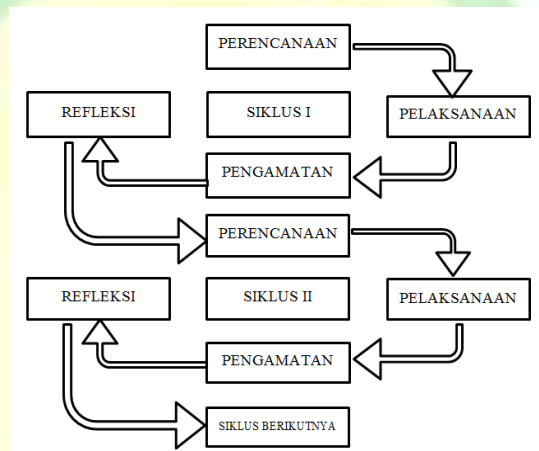 PERENCANAAN
REFLEKSI
SIKLUS I
PELAKSANAAN
PENGAMATAN
PERENCANAAN
REFLEKSI
SIKLUS II
PELAKSANAAN
PENGAMATAN
SIKLUS BERIKUTNYA